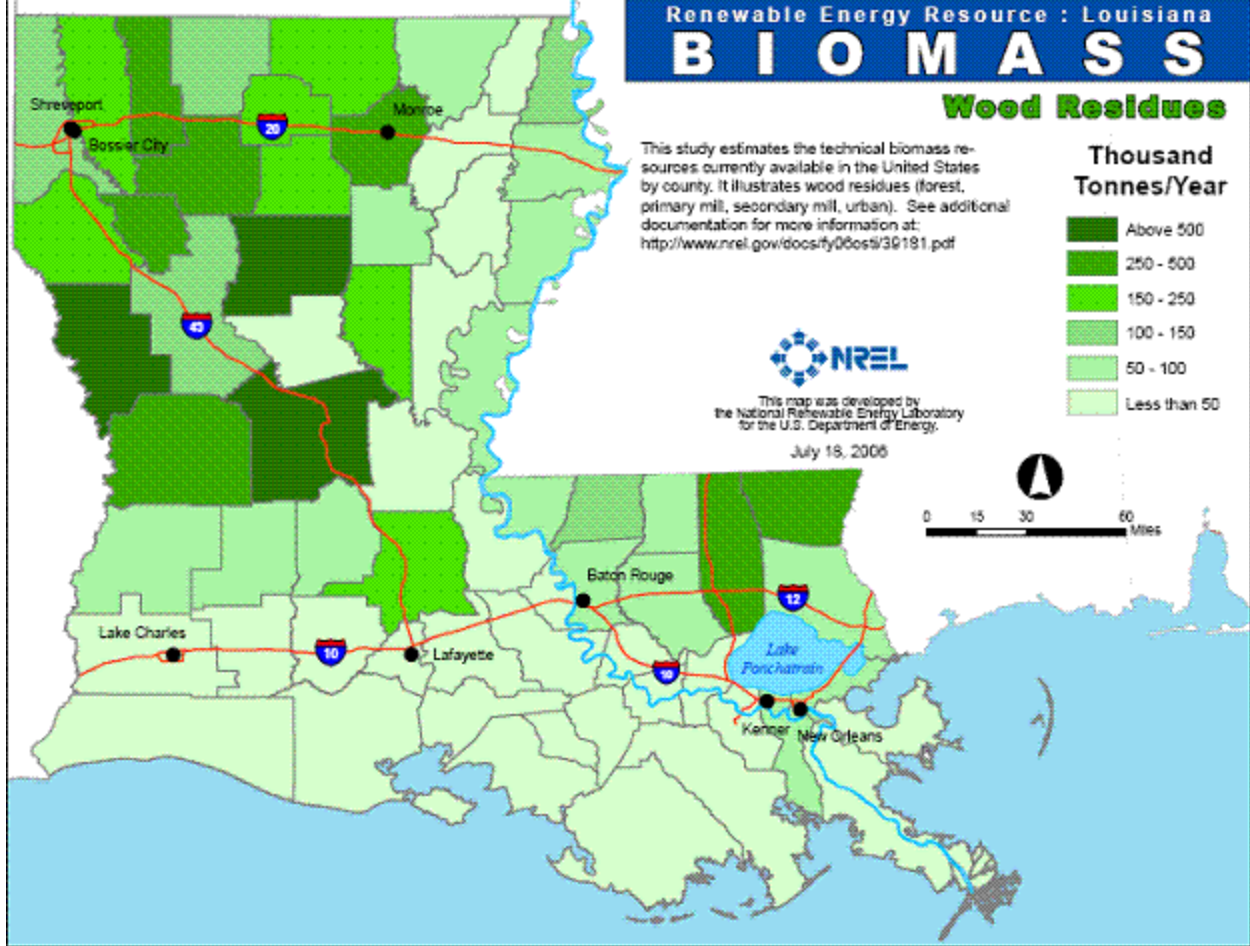 Renewable Energy Resource : Louisiana
BIOMASS
Wood Residues
This study estimates the technical biomass re-
sources currently available in the United States
by county. It illustrates wood residues (forest,
primary mill, secondary mill, urban). See additional
documentation for more information at:
http://www.nrel.gov/docs/fy06osti/39181.pdf
Thousand
Tonnes/Year
Above 500
250 - 500
150 - 250
100 - 150
50 - 100
Less than 50
NREL
This map was developed by
the National Renewable Energy Laboratory
for the U.S. Department of Energy.
July 18, 2006
0 15 30 60
Miles
Shreveport
Bossier City
20
Monroe
49
Baton Rouge
12
Lake Charles
10
Lafayette
10
Lake
Ponchatrain
Kenner
New Orleans